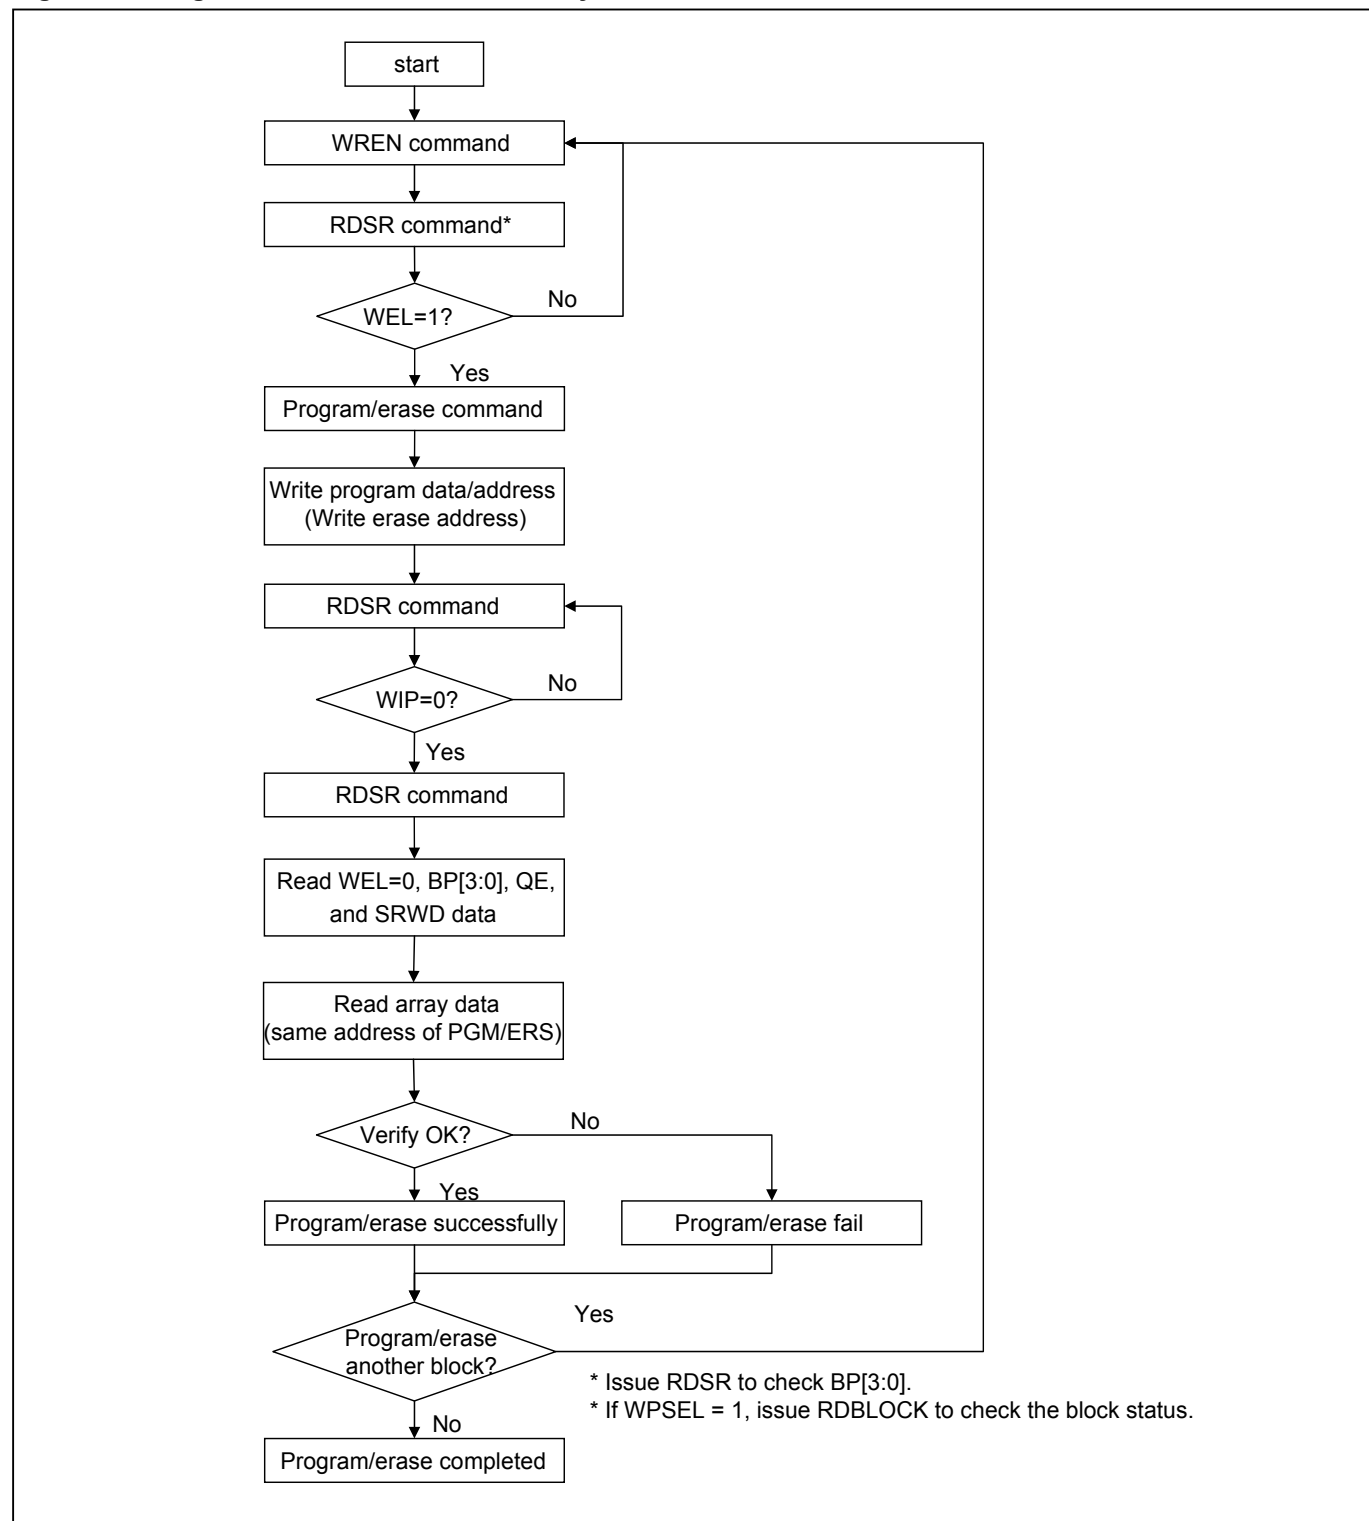 start
WREN command
RDSR command*
No
WEL=1?
Yes
Program/erase command
Write program data/address
(Write erase address)
RDSR command
No
WIP=0?
Yes
RDSR command
Read WEL=0, BP[3:0], QE,
and SRWD data
Read array data
(same address of PGM/ERS)
No
Verify OK?
Yes
Program/erase successfully
Program/erase fail
Yes
Program/erase
another block?
* Issue RDSR to check BP[3:0].
* If WPSEL = 1, issue RDBLOCK to check the block status.
No
Program/erase completed